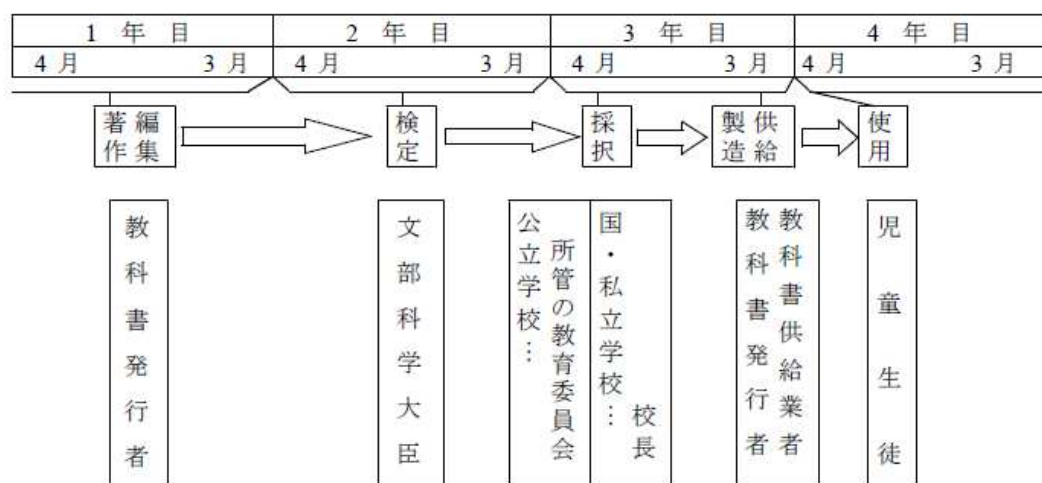 1 年 目
2 年 目
3 年 目
4 年 目
4 月
3 月
4 月
3 月
4 月
3 月
4 月
3 月
著作
編集
検定
採択
製造
供給
使用
教科書発行者
文部科学大臣
公立学校…
所管の教育委員会
国・私立学校…
校長
教科書発行者
教科書供給業者
児童生徒